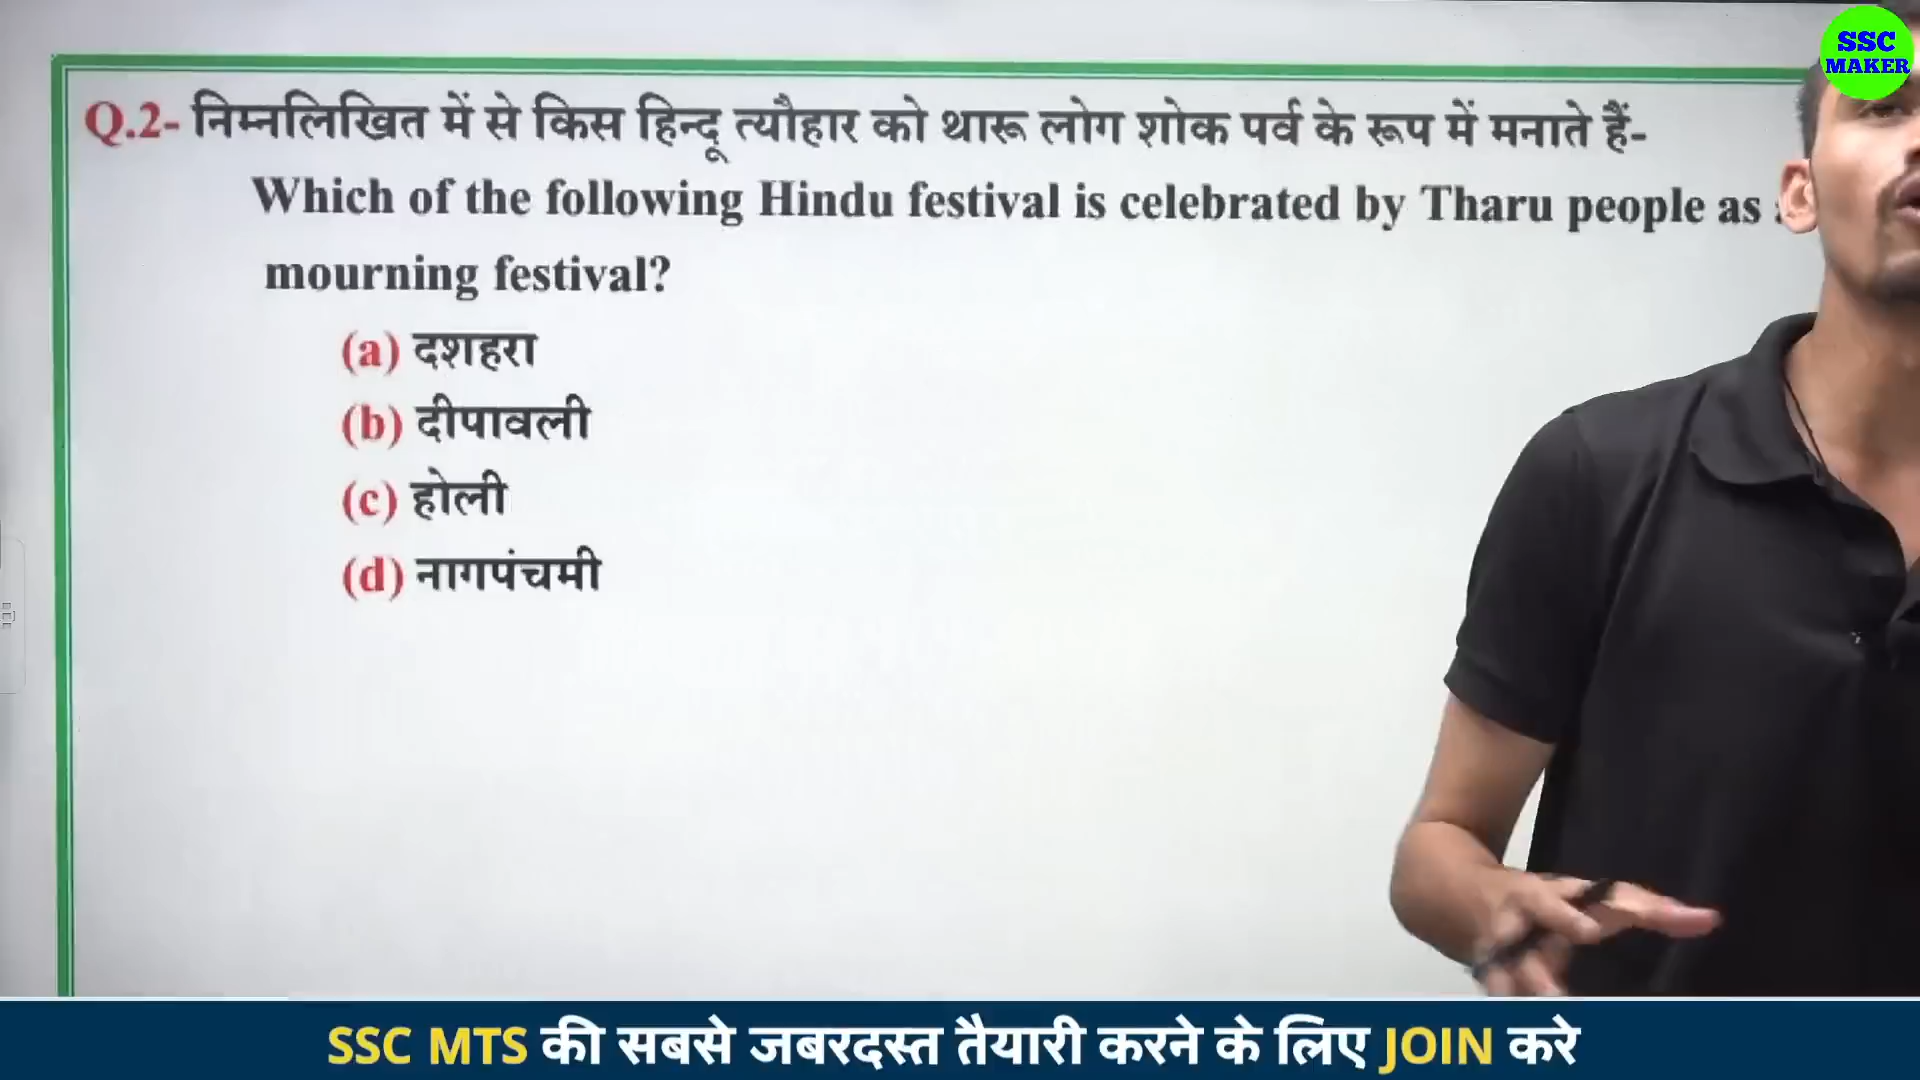 SSC
MAKER
Q.2- निम्नलिखित में से किस हिन्दू त्यौहार को थारू लोग शोक पर्व के रूप में मनाते हैं-
Which of the following Hindu festival is celebrated by Tharu people as
mourning festival?
(a) दशहरा
(b) दीपावली
(c) होली
(d) नागपंचमी
SSC MTS की सबसे जबरदस्त तैयारी करने के लिए JOIN करे